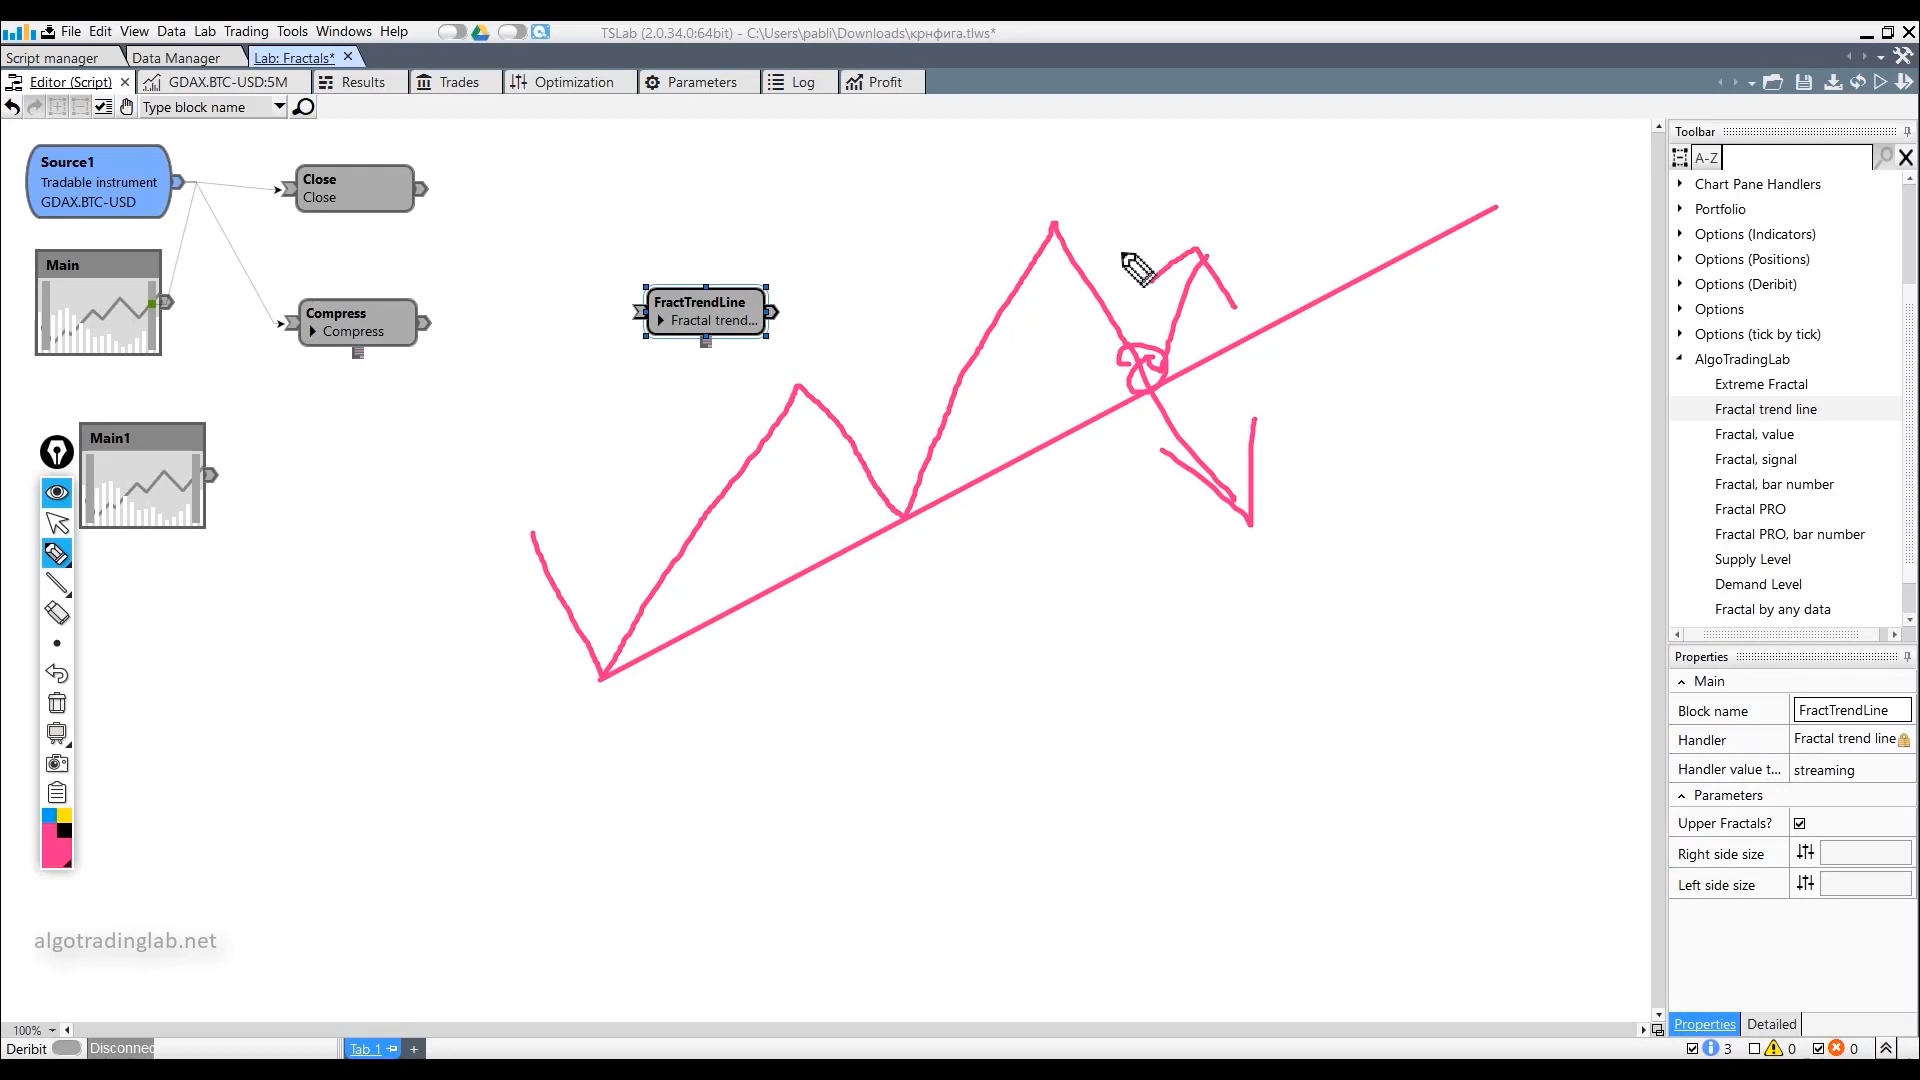 File Edit View Data Lab Trading Tools Windows Help
TSLab (2.0.34.0:64bit) - C:\Users\pabli\Downloads\крнфига.tlws*
Script manager
Data Manager
Lab: Fractals*
Editor (Script)
GDAX.BTC-USD:5M
Results
Trades
Optimization
Parameters
Log
Profit
Type block name
Source1
Tradable instrument
GDAX.BTC-USD
Close
Close
Main
Compress
Compress
FractTrendLine
Fractal trend...
Main1
algotradinglab.net
Toolbar
A-Z
Chart Pane Handlers
Portfolio
Options (Indicators)
Options (Positions)
Options (Deribit)
Options
Options (tick by tick)
AlgoTradingLab
Extreme Fractal
Fractal trend line
Fractal, value
Fractal, signal
Fractal, bar number
Fractal PRO
Fractal PRO, bar number
Supply Level
Demand Level
Fractal by any data
Properties
Main
Block name FractTrendLine
Handler Fractal trend line
Handler value t... streaming
Parameters
Upper Fractals?
Right side size
Left side size
Properties Detailed
100%
Deribit Disconnec
Tab 1 +
3 0 0